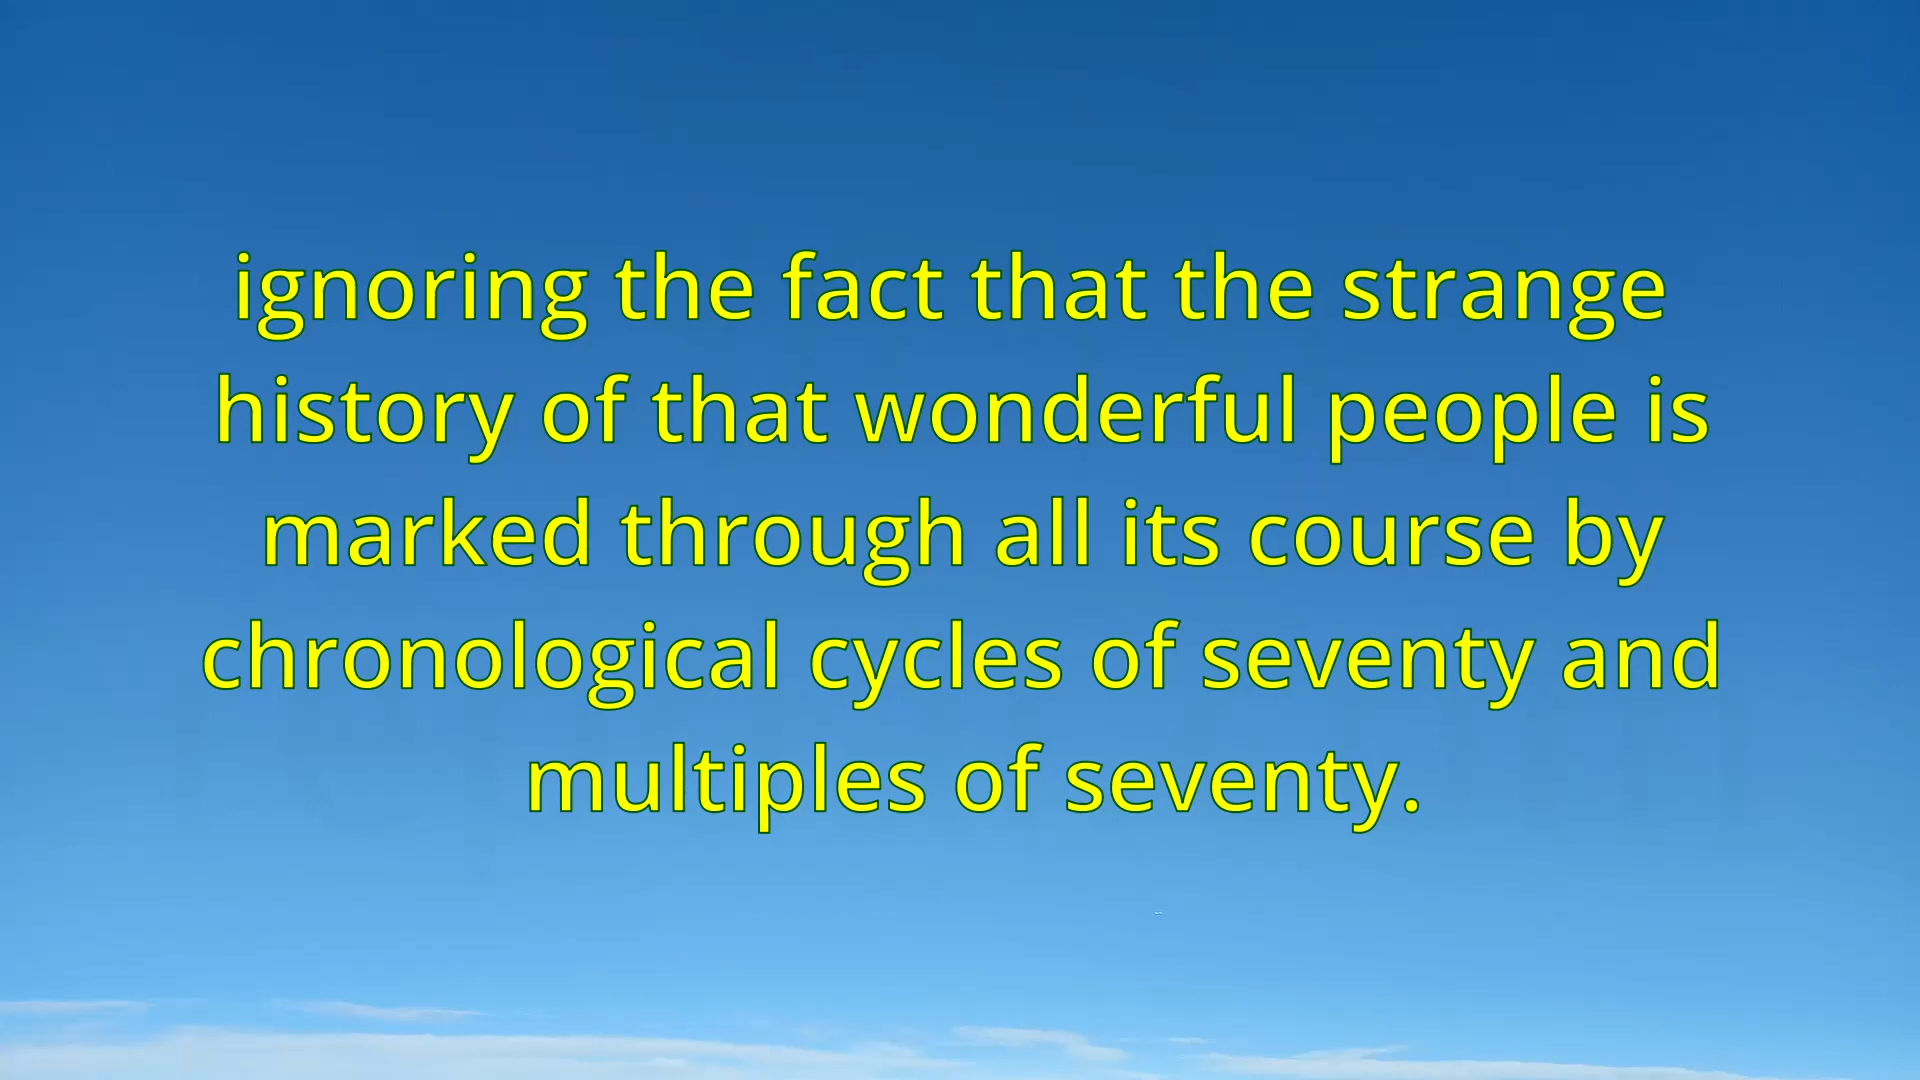 ignoring the fact that the strange
history of that wonderful people is
marked through all its course by
chronological cycles of seventy and
multiples of seventy.